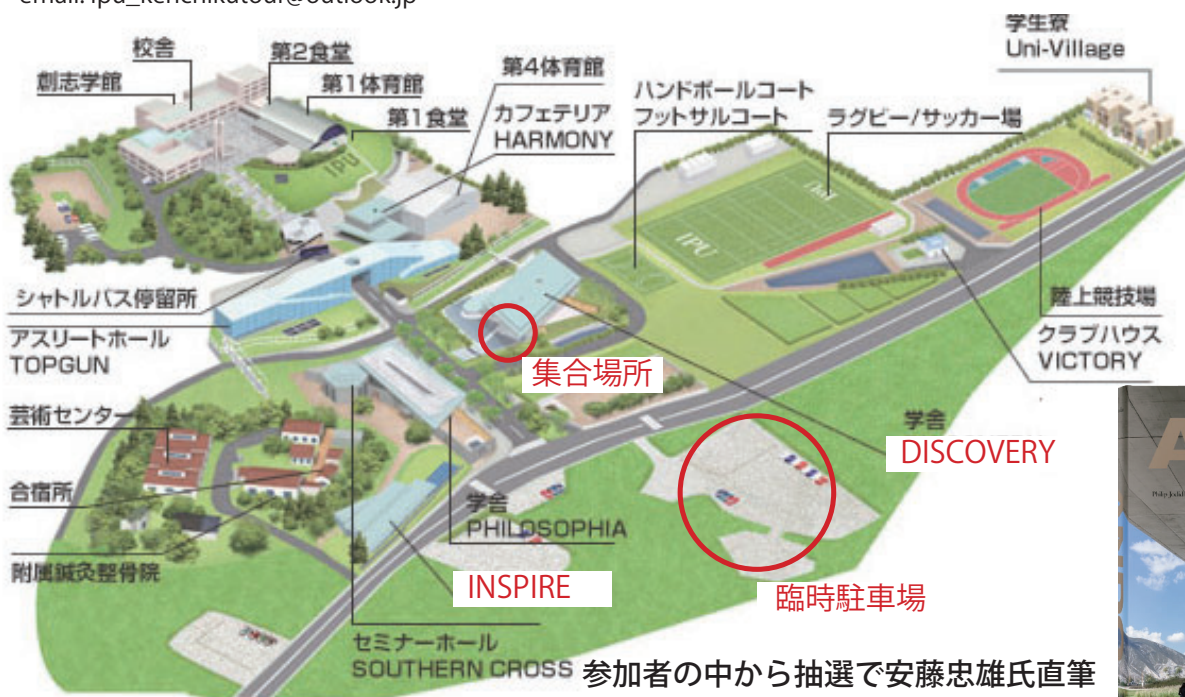 email: ipu_kenchikutour@outlook.jp
学生寮
Uni-Village
校舎
第2食堂
創志学館
第1体育館
第4体育館
第1食堂
カフェテリア
HARMONY
ハンドボールコート
フットサルコート
ラグビー/サッカー場
IPU
IPU
IPU
シャトルバス停留所
アスリートホール
TOPGUN
集合場所
陸上競技場
クラブハウス
VICTORY
芸術センター
合宿所
附属鍼灸整骨院
学舎
DISCOVERY
学舎
PHILOSOPHIA
INSPIRE
臨時駐車場
セミナーホール
SOUTHERN CROSS
参加者の中から抽選で安藤忠雄氏直筆